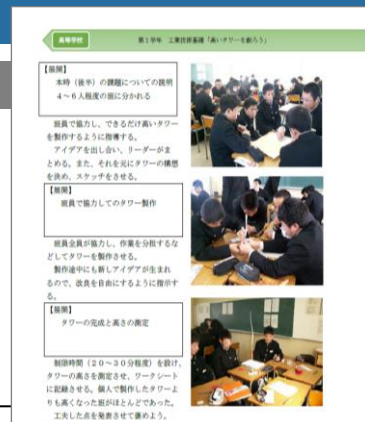 高等学校
第1学年 工業技術基礎「高いタワーを創ろう」
【展開】
本時(後半)の課題についての説明
4~6人程度の班に分かれる
班員で協力し、できるだけ高いタワー
を製作するように指導する。
アイデアを出し合い、リーダーがま
とめる。また、それを元にタワーの構想
を決め、スケッチをさせる。
【展開】
班員で協力してのタワー製作
班員全員が協力し、作業を分担するな
どしてタワーを製作させる。
製作途中にも新しアイデアが生まれ
るので、改良を自由にするように指示す
る。
【展開】
タワーの完成と高さの測定
制限時間(20~30分程度)を設け、
タワーの高さを測定させ、ワークシート
に記録させる。個人で製作したタワーよ
りも高くなった班がほとんどであった。
工夫した点を発表させて褒めよう。